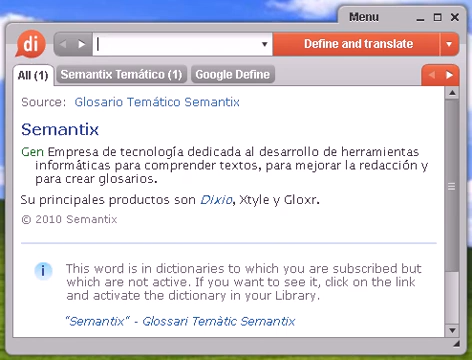 Menu
di
Define and translate
All (1)
Semantix Temático (1)
Google Define
Source: Glosario Temático Semantix
Semantix
Gen Empresa de tecnología dedicada al desarrollo de herramientas
informáticas para comprender textos, para mejorar la redacción y
para crear glosarios.
Su principales productos son Dixio, Xtyle y Gloxr.
© 2010 Semantix
i
This word is in dictionaries to which you are subscribed but
which are not active. If you want to see it, click on the link
and activate the dictionary in your Library.
"Semantix" - Glossari Temàtic Semantix